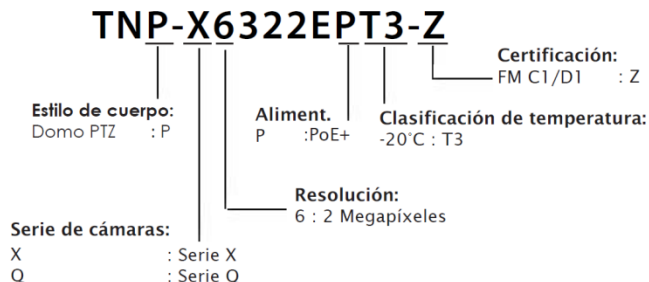 TNP-X6322EPT3-Z
Certificación:
FM C1/D1 : Z
Estilo de cuerpo:
Domo PTZ : P
Aliment.
P :PoE+
Clasificación de temperatura:
-20°C : T3
Resolución:
6 : 2 Megapíxeles
Serie de cámaras:
X : Serie X
Q : Serie Q